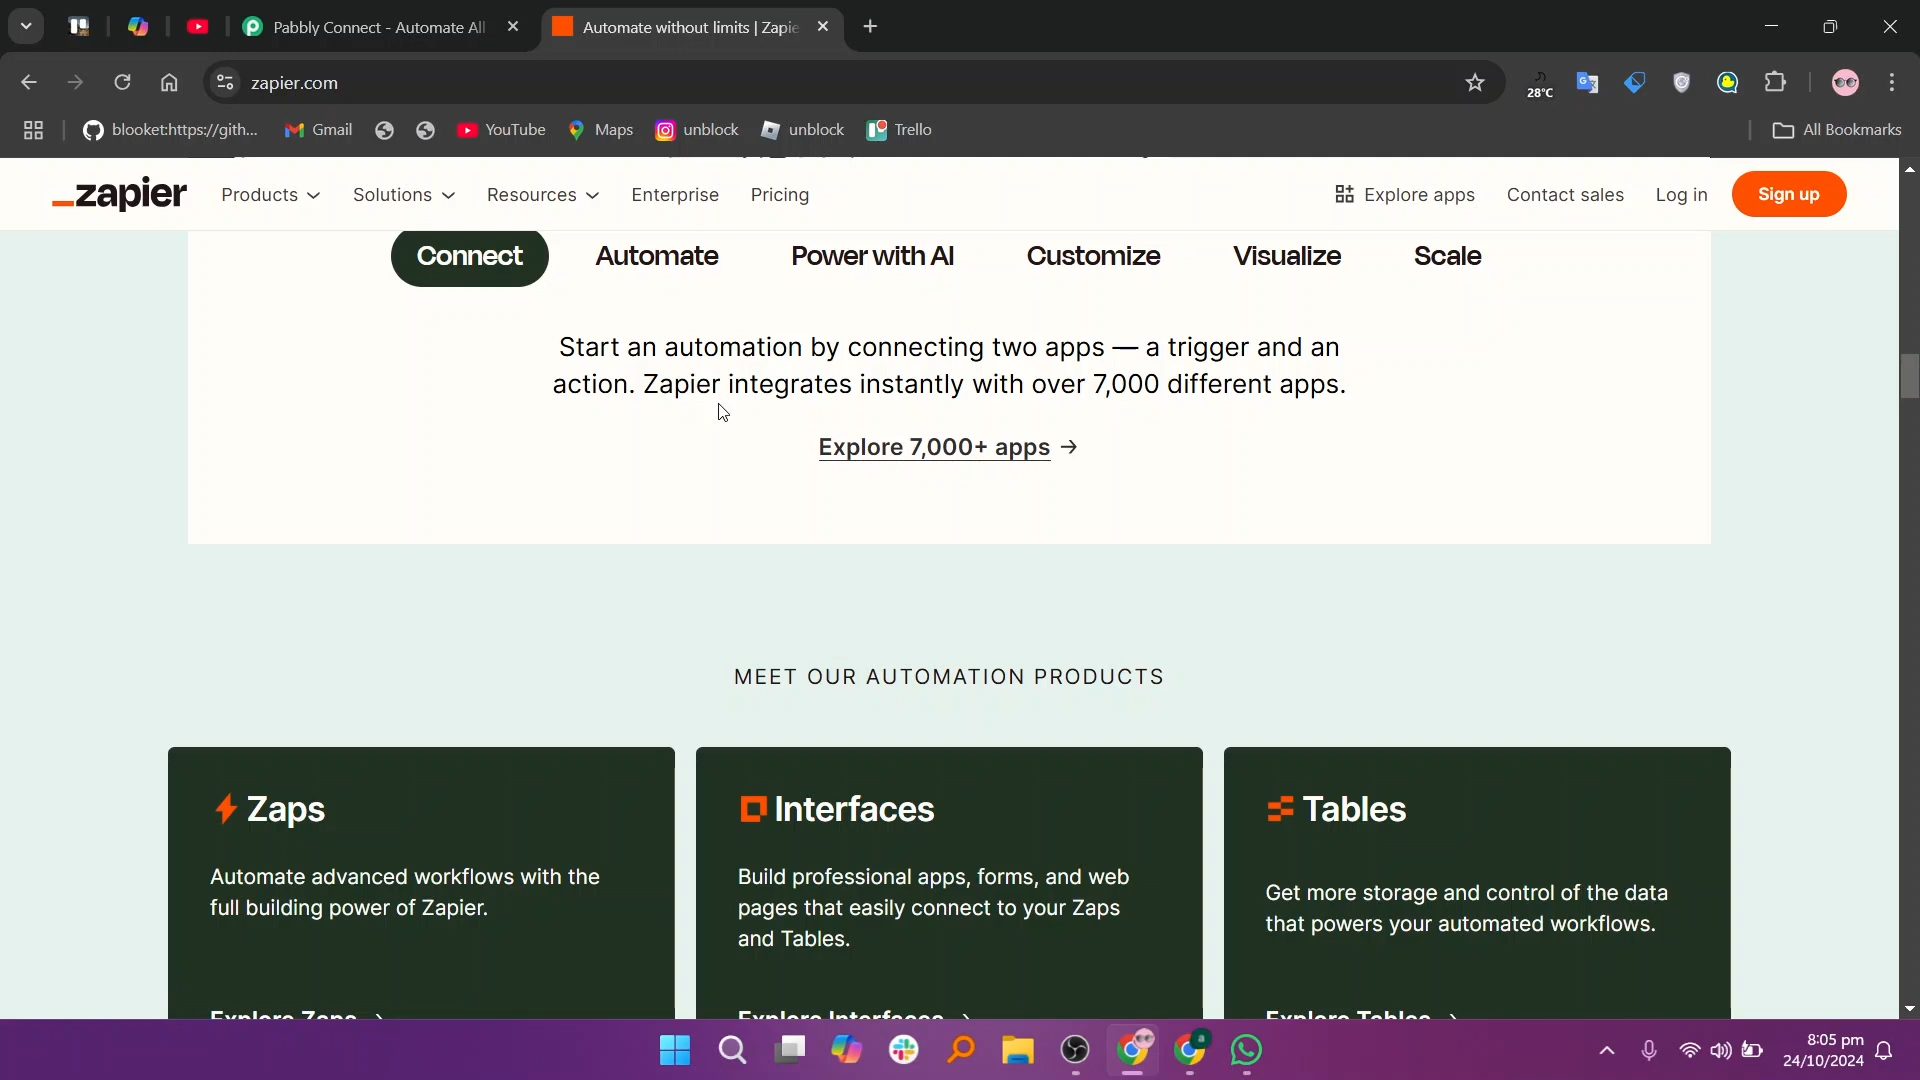 Pabbly Connect - Automate All
Automate without limits | Zapie
zapier.com
28°C
blooket:https://gith...
Gmail
YouTube
Maps
unblock
unblock
Trello
All Bookmarks
zapier
Products
Solutions
Resources
Enterprise
Pricing
Explore apps
Contact sales
Log in
Sign up
Connect
Automate
Power with AI
Customize
Visualize
Scale
Start an automation by connecting two apps — a trigger and an
action. Zapier integrates instantly with over 7,000 different apps.
Explore 7,000+ apps →
MEET OUR AUTOMATION PRODUCTS
Zaps
Automate advanced workflows with the
full building power of Zapier.
Explore Zaps
Interfaces
Build professional apps, forms, and web
pages that easily connect to your Zaps
and Tables.
Explore Interfaces
Tables
Get more storage and control of the data
that powers your automated workflows.
Explore Tables
8:05 pm
24/10/2024